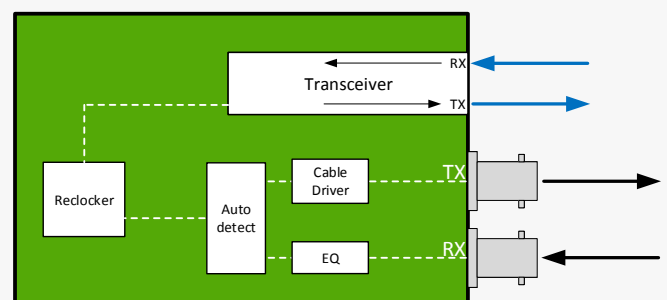 RX
Transceiver
TX
Cable
Driver
TX
Reclocker
Auto
detect
EQ
RX